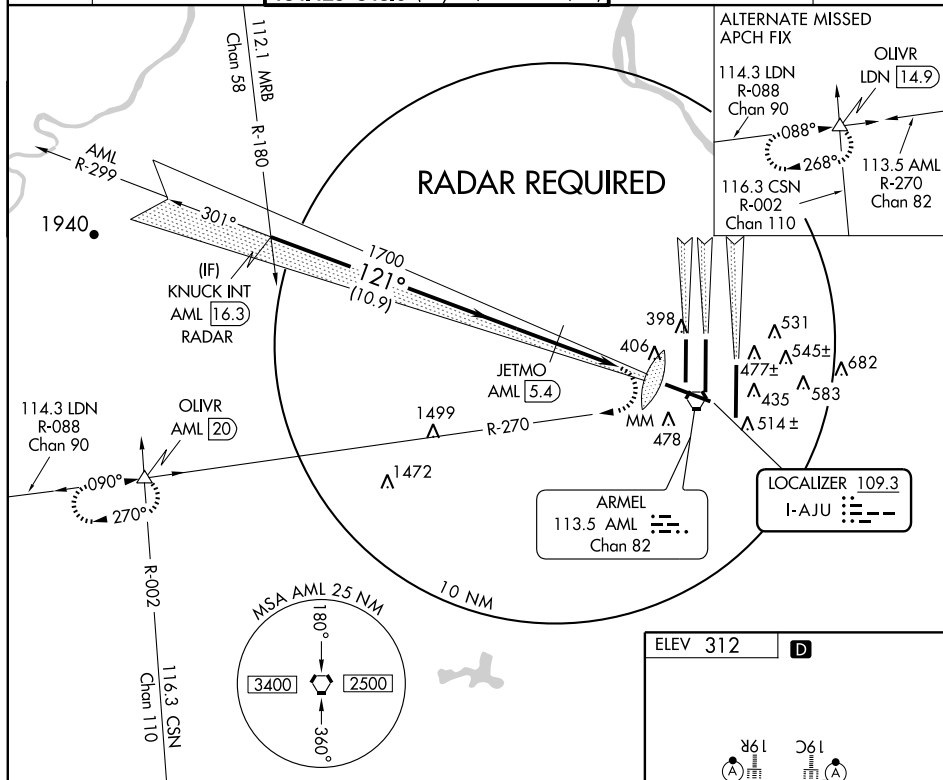 ALTERNATE MISSED
APCH FIX
OLIVR
LDN 14.9
114.3 LDN
R-088
Chan 90
088°
268°
113.5 AML
R-270
Chan 82
116.3 CSN
R-002
Chan 110
112.1 MRB
Chan 58
R-180
RADAR REQUIRED
AML
R-299
301°
1940
1700
121°
(10.9)
(IF)
KNUCK INT
AML 16.3
RADAR
JETMO
AML 5.4
398
406
531
545±
477±
682
583
435
514 ±
MM
478
1499
R-270
1472
114.3 LDN
R-088
Chan 90
OLIVR
AML 20
090°
270°
R-002
116.3 CSN
Chan 110
ARMEL
113.5 AML
Chan 82
LOCALIZER 109.3
I-AJU
10 NM
MSA AML 25 NM
180°
3400
2500
360°
ELEV 312
D
19R
19C
A
A